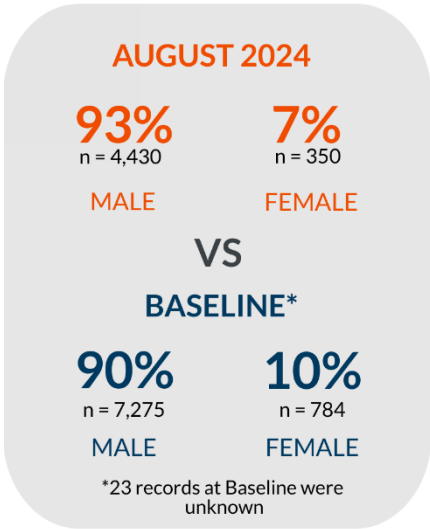 AUGUST 2024
93% 7%
n = 4,430 n = 350
MALE FEMALE
VS
BASELINE*
90% 10%
n = 7,275 n = 784
MALE FEMALE
*23 records at Baseline were
unknown